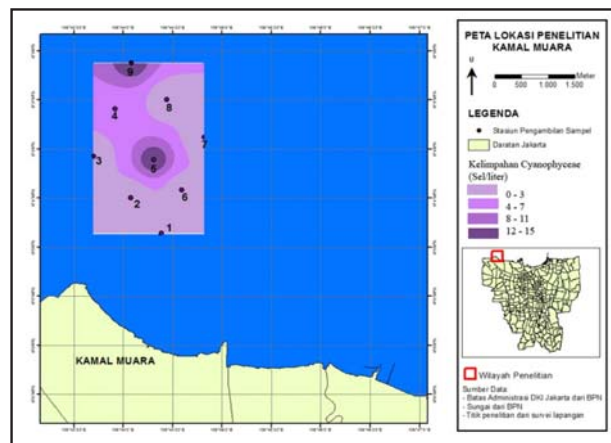 PETA LOKASI PENELITIAN
KAMAL MUARA
U
Meter
0 500 1.000 1.500
LEGENDA
Stasiun Pengambilan Sampel
Daratan Jakarta
Kelimpahan Cyanophycese
(Sel/liter)
0 - 3
4 - 7
8 - 11
12 - 15
Wilayah Penelitian
Sumber Data:
- Batas Administrasi DKI Jakarta dari BPN
- Sungai dari BPN
- Titik penelitian dari survei lapangan
9
8
4
7
3
5
6
2
1
KAMAL MUARA